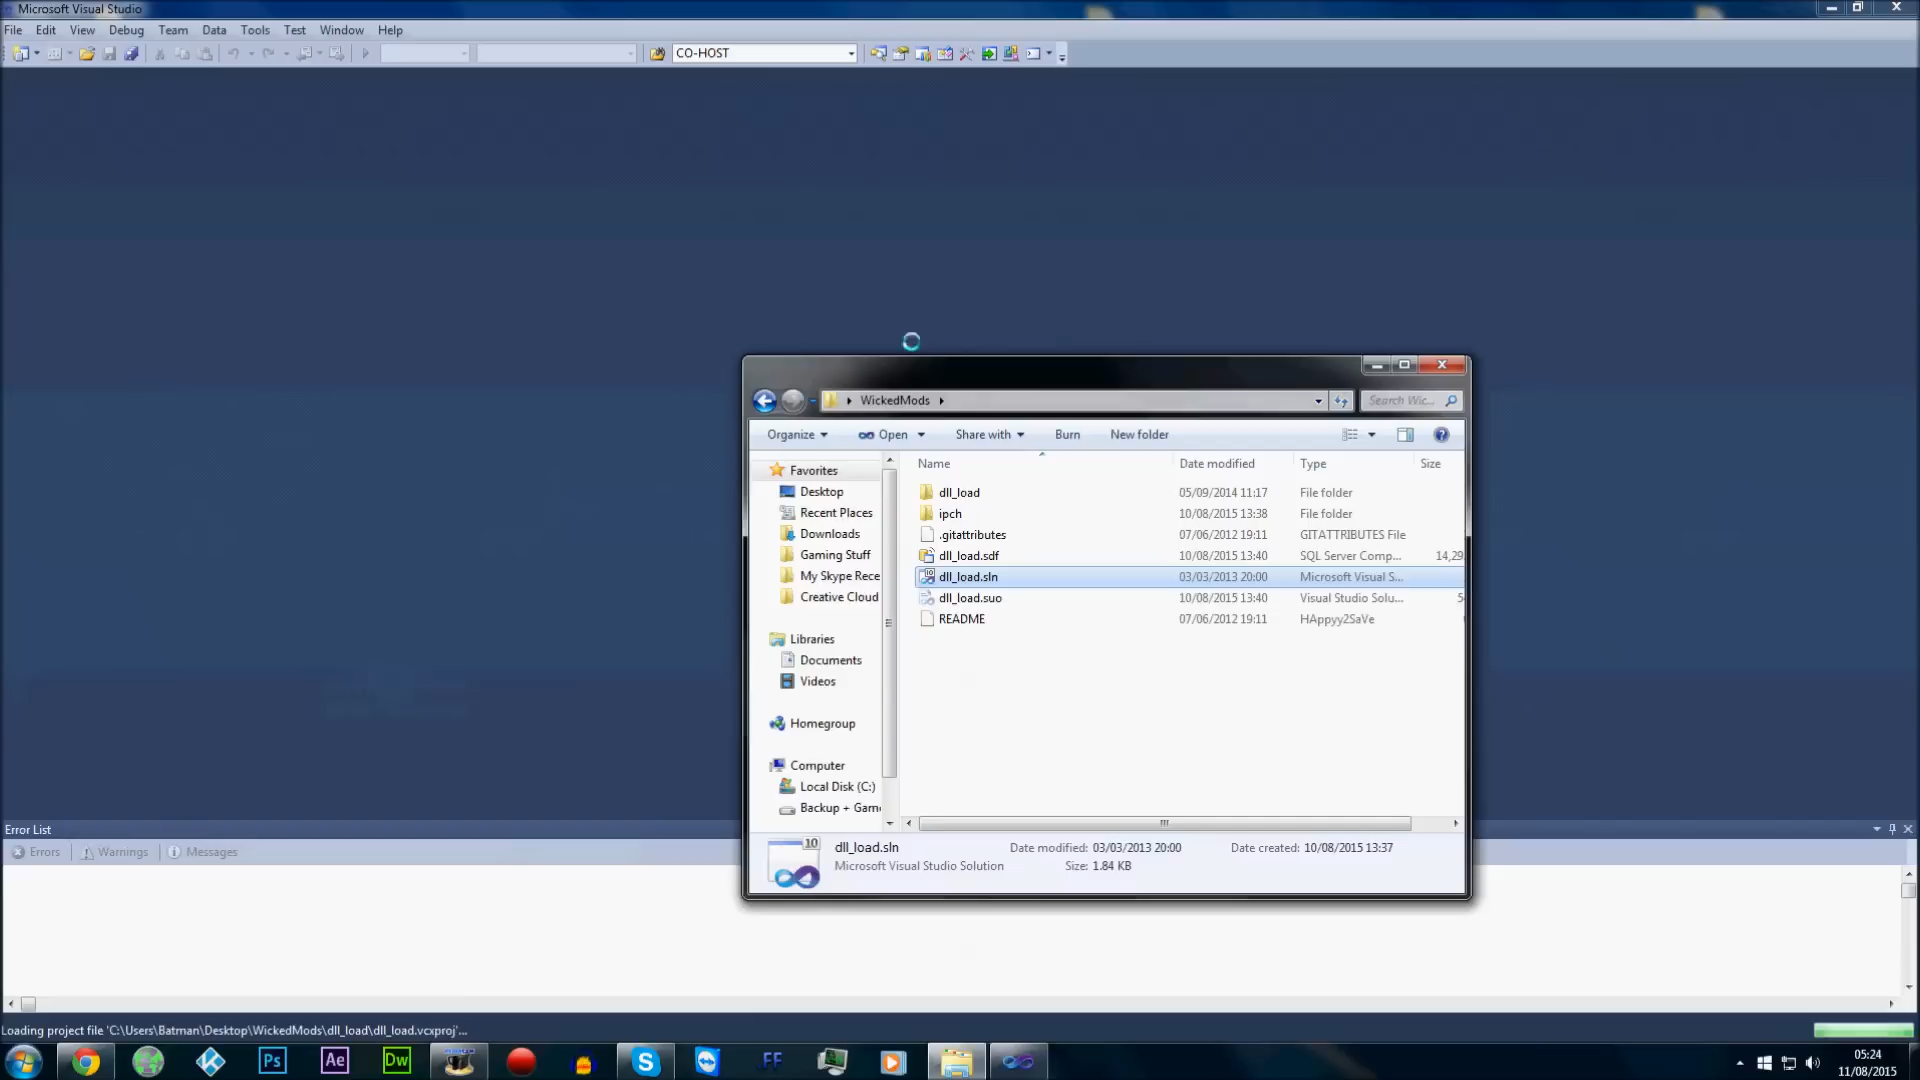 Microsoft Visual Studio
File Edit View Debug Team Data Tools Test Window Help
CO-HOST
WickedMods
Search Wic...
Organize Open Share with Burn New folder
Name Date modified Type Size
Favorites
Desktop
Recent Places
Downloads
Gaming Stuff
My Skype Rece
Creative Cloud
Libraries
Documents
Videos
Homegroup
Computer
Local Disk (C:)
Backup + Gam
dll_load 05/09/2014 11:17 File folder
ipch 10/08/2015 13:38 File folder
.gitattributes 07/06/2012 19:11 GITATTRIBUTES File
dll_load.sdf 10/08/2015 13:40 SQL Server Comp... 14,29
dll_load.sln 03/03/2013 20:00 Microsoft Visual S...
dll_load.suo 10/08/2015 13:40 Visual Studio Solu... 5
README 07/06/2012 19:11 HAppyy2SaVe
10
dll_load.sln Date modified: 03/03/2013 20:00 Date created: 10/08/2015 13:37
Microsoft Visual Studio Solution Size: 1.84 KB
Error List
Errors Warnings Messages
Loading project file 'C:\Users\Batman\Desktop\WickedMods\dll_load\dll_load.vcxproj'...
Ps Ae Dw S FF
05:24
11/08/2015